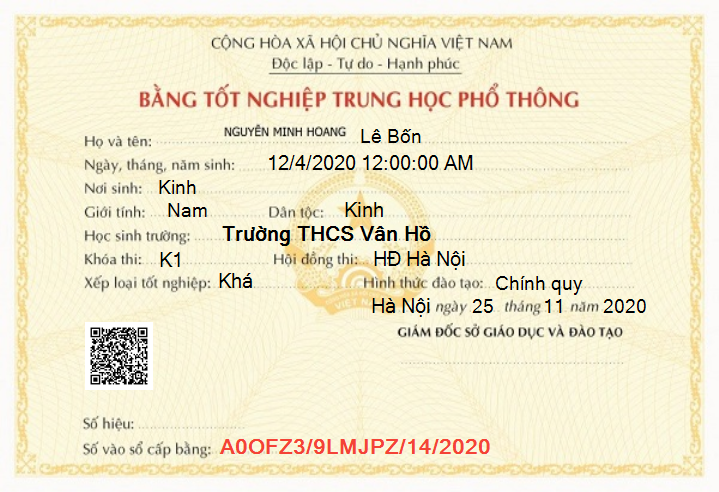 CỘNG HÒA XÃ HỘI CHỦ NGHĨA VIỆT NAM
Độc lập - Tự do - Hạnh phúc
BẰNG TỐT NGHIỆP TRUNG HỌC PHỔ THÔNG
Họ và tên: NGUYỄN MINH HOANG Lê Bốn
Ngày, tháng, năm sinh: 12/4/2020 12:00:00 AM
Nơi sinh: Kinh
Giới tính: Nam Dân tộc: Kinh
Học sinh trường: Trường THCS Vân Hồ
Khóa thi: K1 Hội đồng thi: HĐ Hà Nội
Xếp loại tốt nghiệp: Khá Hình thức đào tạo: Chính quy
Hà Nội ngày 25 tháng 11 năm 2020
GIÁM ĐỐC SỞ GIÁO DỤC VÀ ĐÀO TẠO
VIỆT NAM
Số hiệu:
Số vào sổ cấp bằng: A0OFZ3/9LMJPZ/14/2020